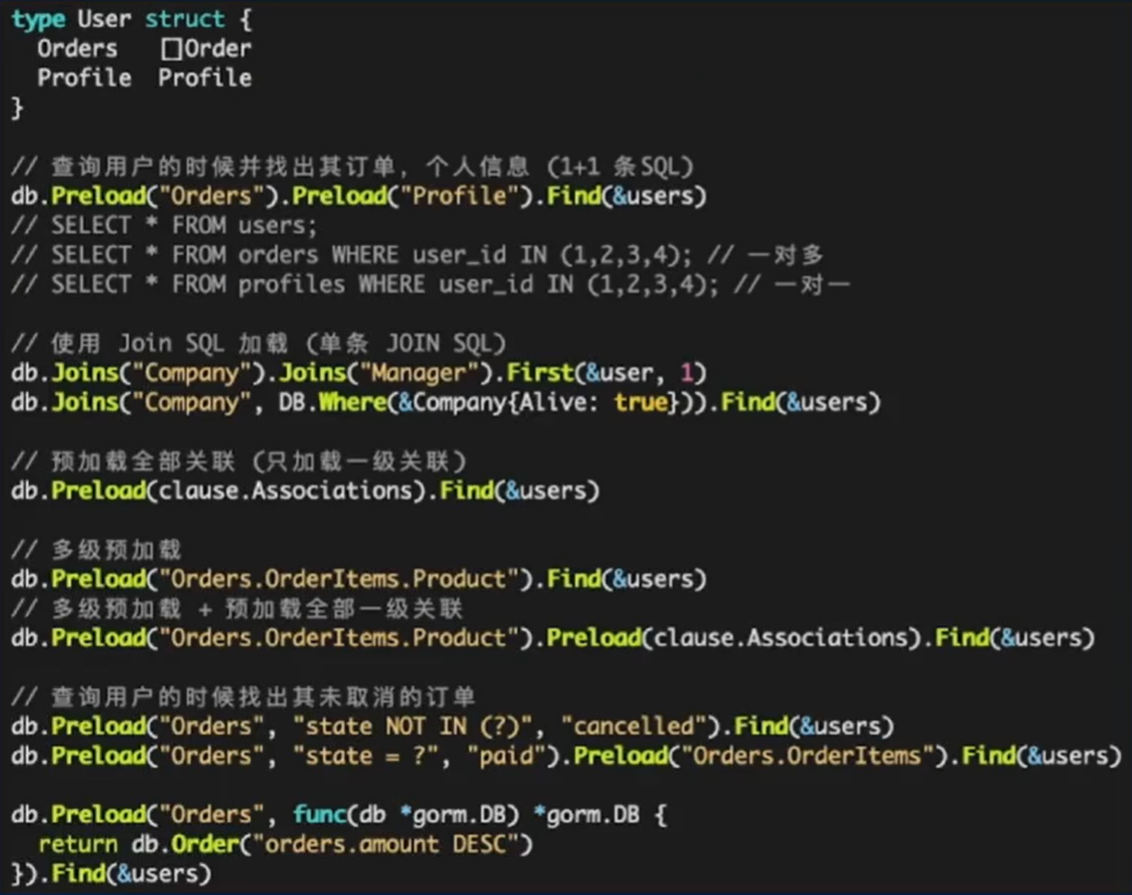 type User struct {
  Orders   []Order
  Profile  Profile
}

// 查询用户的时候并找出其订单，个人信息 (1+1 条SQL)
db.Preload("Orders").Preload("Profile").Find(&users)
// SELECT * FROM users;
// SELECT * FROM orders WHERE user_id IN (1,2,3,4); // 一对多
// SELECT * FROM profiles WHERE user_id IN (1,2,3,4); // 一对一

// 使用 Join SQL 加载 (单条 JOIN SQL)
db.Joins("Company").Joins("Manager").First(&user, 1)
db.Joins("Company", DB.Where(&Company{Alive: true})).Find(&users)

// 预加载全部关联 (只加载一级关联)
db.Preload(clause.Associations).Find(&users)

// 多级预加载
db.Preload("Orders.OrderItems.Product").Find(&users)
// 多级预加载 + 预加载全部一级关联
db.Preload("Orders.OrderItems.Product").Preload(clause.Associations).Find(&users)

// 查询用户的时候找出其未取消的订单
db.Preload("Orders", "state NOT IN (?)", "cancelled").Find(&users)
db.Preload("Orders", "state = ?", "paid").Preload("Orders.OrderItems").Find(&users)

db.Preload("Orders", func(db *gorm.DB) *gorm.DB {
  return db.Order("orders.amount DESC")
}).Find(&users)